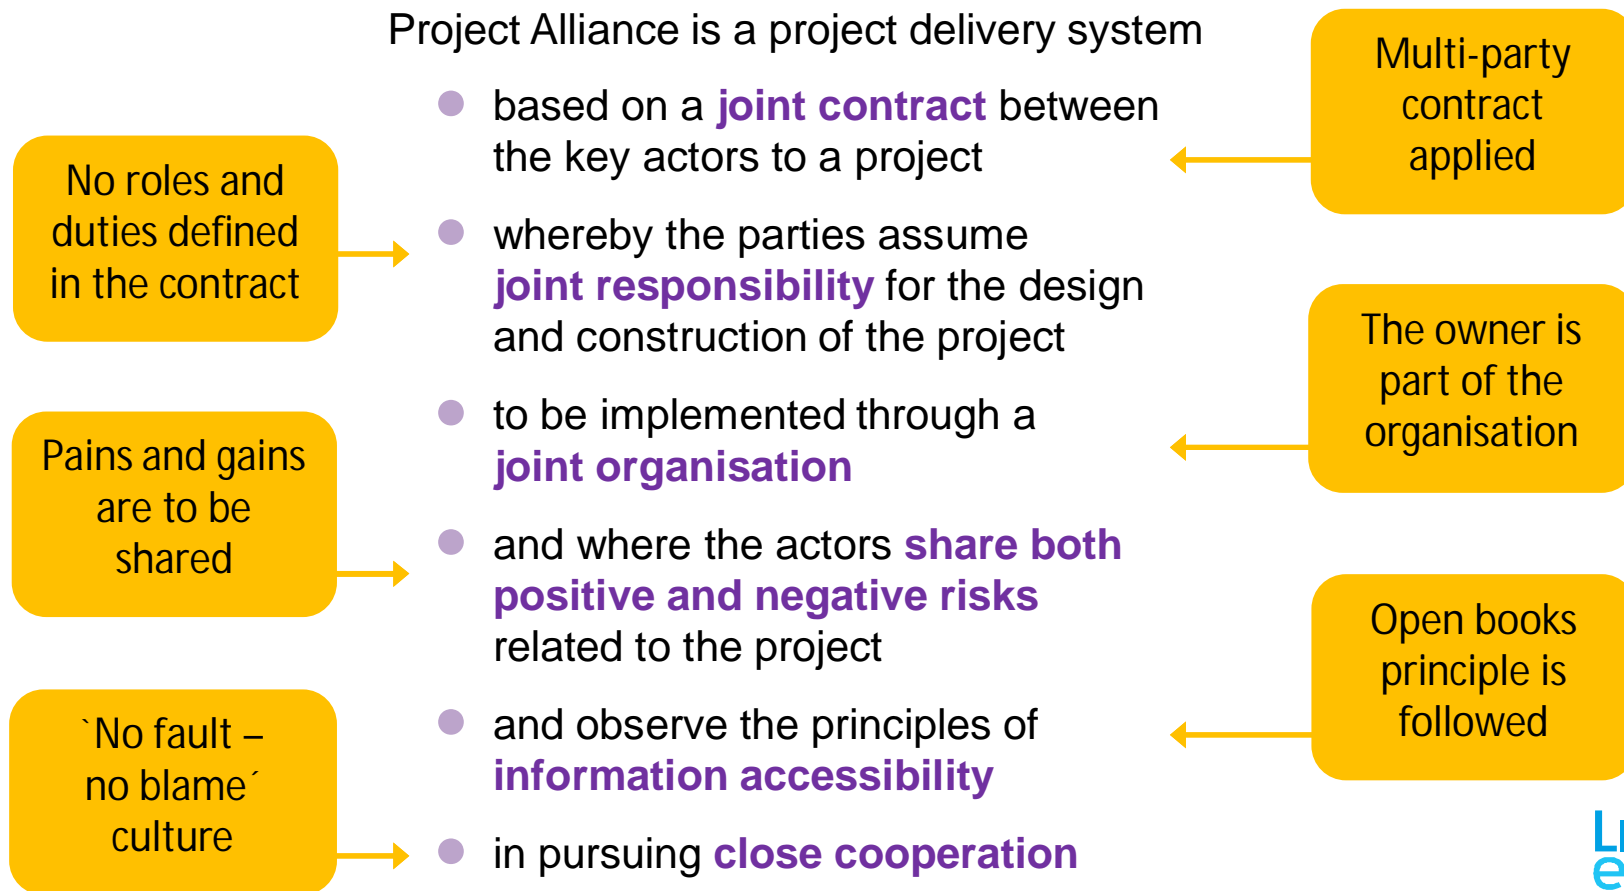 Project Alliance is a project delivery system
based on a joint contract between
the key actors to a project
whereby the parties assume
joint responsibility for the design
and construction of the project
to be implemented through a
joint organisation
and where the actors share both
positive and negative risks
related to the project
and observe the principles of
information accessibility
in pursuing close cooperation
No roles and
duties defined
in the contract
Pains and gains
are to be
shared
`No fault –
no blame´
culture
Multi-party
contract
applied
The owner is
part of the
organisation
Open books
principle is
followed